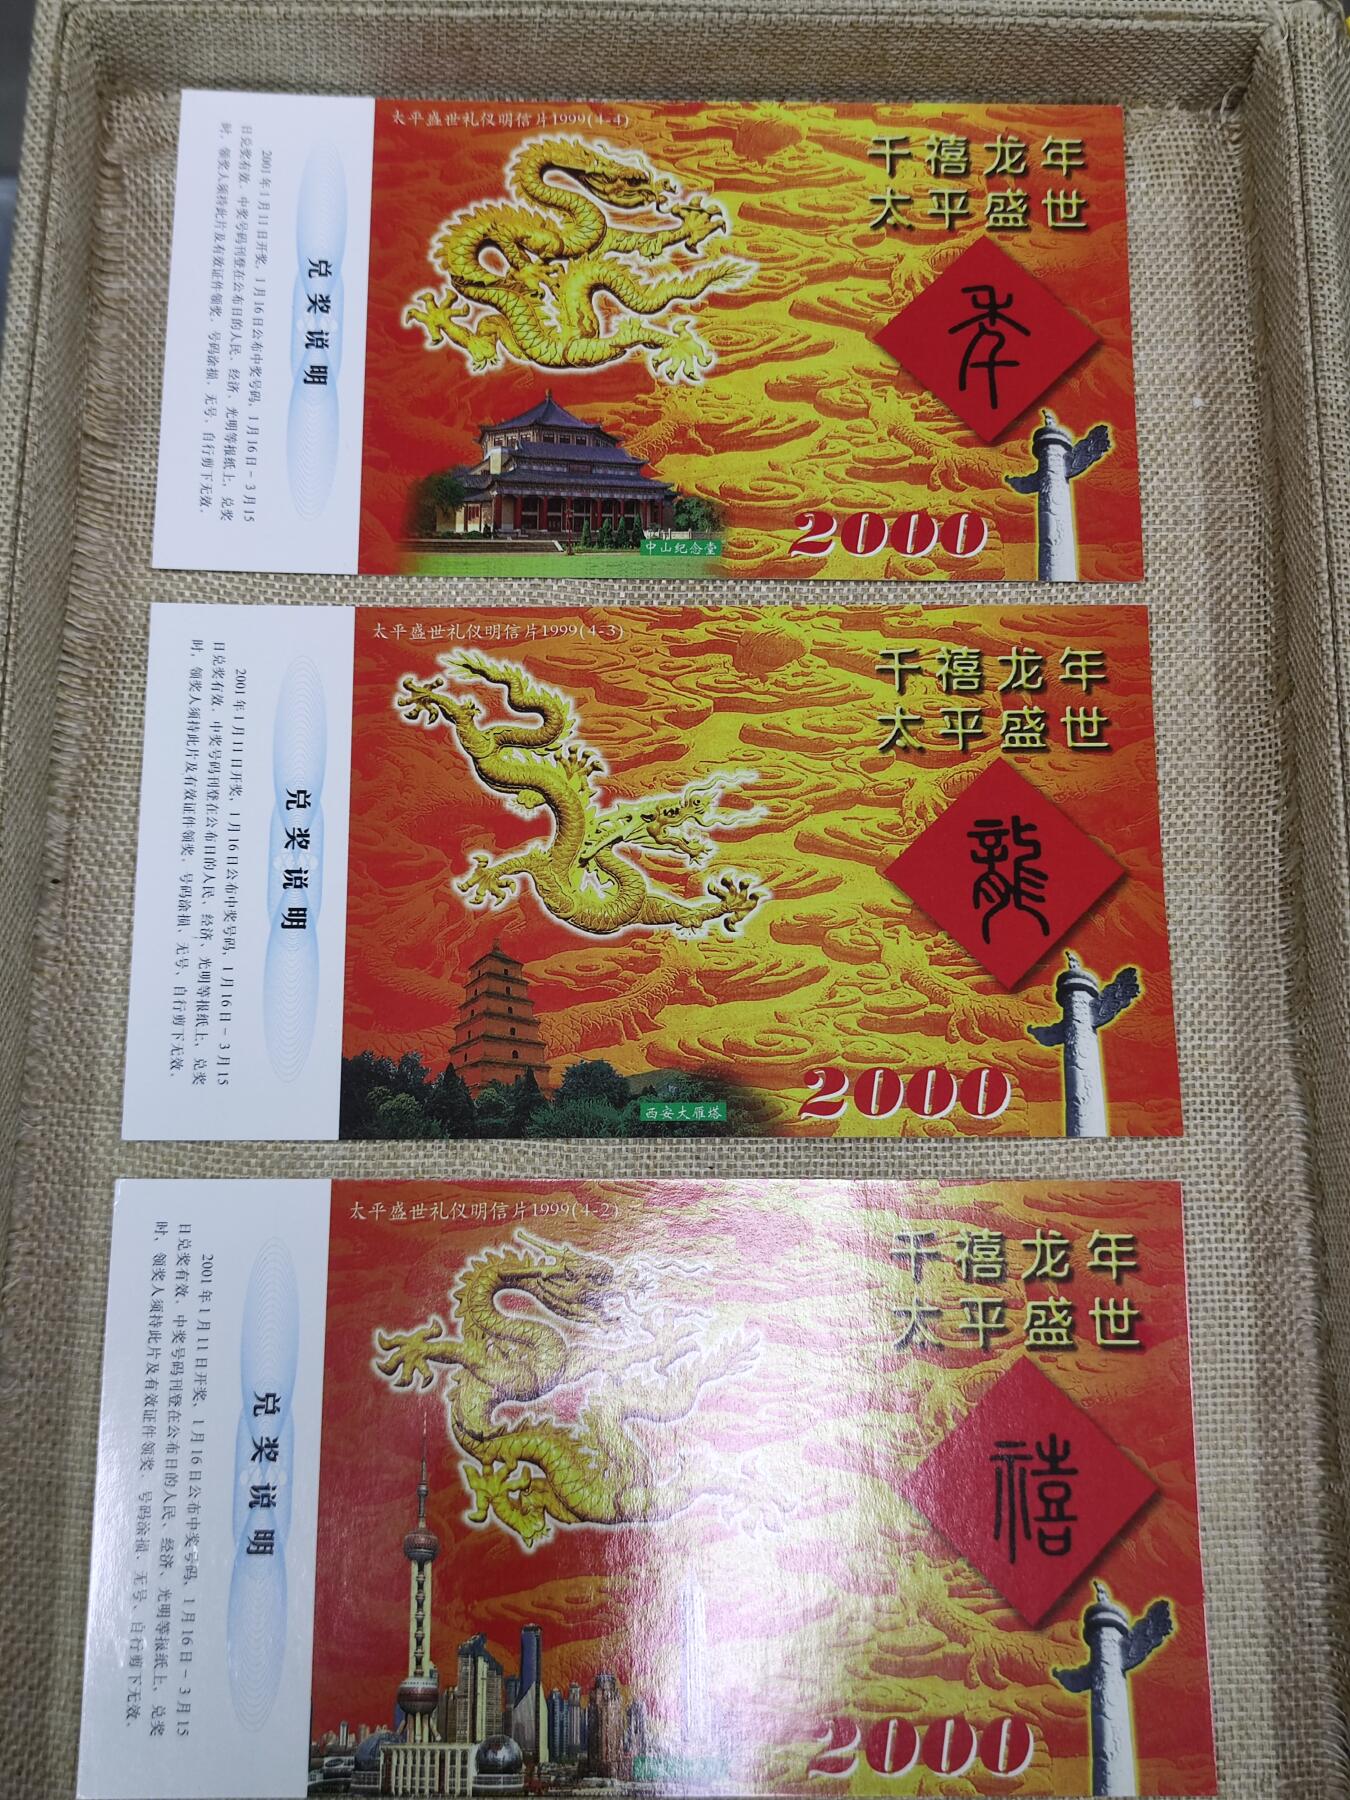 太平盛世礼仪明信片1999(4-4)
千禧龙年
太平盛世
年
2000
中山纪念堂
兑奖说明
2001年1月11日开奖,1月16日公布中奖号码,1月16日-3月15
日兑奖有效,中奖号码刊登在公布日的人民、经济、光明等报纸上,兑奖
时,领奖人须持此片及有效证件领奖,号码涂损、无号、自行剪下无效。
太平盛世礼仪明信片1999(4-3)
千禧龙年
太平盛世
龍
2000
西安大雁塔
兑奖说明
2001年1月11日开奖,1月16日公布中奖号码,1月16日-3月15
日兑奖有效,中奖号码刊登在公布日的人民、经济、光明等报纸上,兑奖
时,领奖人须持此片及有效证件领奖,号码涂损、无号、自行剪下无效。
太平盛世礼仪明信片1999(4-2)
千禧龙年
太平盛世
禧
2000
兑奖说明
2001年1月11日开奖,1月16日公布中奖号码,1月16日-3月15
日兑奖有效,中奖号码刊登在公布日的人民、经济、光明等报纸上,兑奖
时,领奖人须持此片及有效证件领奖,号码涂损、无号、自行剪下无效。